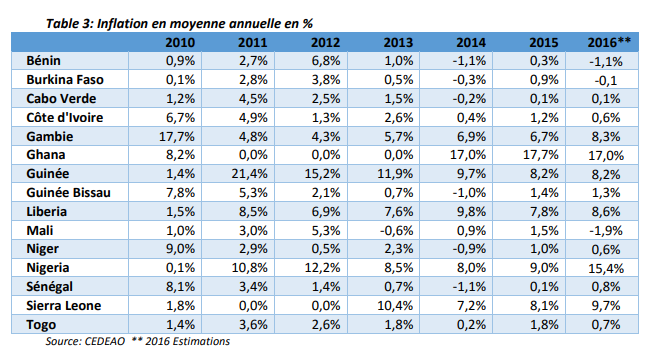 Table 3: Inflation en moyenne annuelle en %
2010 2011 2012 2013 2014 2015 2016**
Bénin 0,9% 2,7% 6,8% 1,0% -1,1% 0,3% -1,1%
Burkina Faso 0,1% 2,8% 3,8% 0,5% -0,3% 0,9% -0,1
Cabo Verde 1,2% 4,5% 2,5% 1,5% -0,2% 0,1% 0,1%
Côte d'Ivoire 6,7% 4,9% 1,3% 2,6% 0,4% 1,2% 0,6%
Gambie 17,7% 4,8% 4,3% 5,7% 6,9% 6,7% 8,3%
Ghana 8,2% 0,0% 0,0% 0,0% 17,0% 17,7% 17,0%
Guinée 1,4% 21,4% 15,2% 11,9% 9,7% 8,2% 8,2%
Guinée Bissau 7,8% 5,3% 2,1% 0,7% -1,0% 1,4% 1,3%
Liberia 1,5% 8,5% 6,9% 7,6% 9,8% 7,8% 8,6%
Mali 1,0% 3,0% 5,3% -0,6% 0,9% 1,5% -1,9%
Niger 9,0% 2,9% 0,5% 2,3% -0,9% 1,0% 0,6%
Nigeria 0,1% 10,8% 12,2% 8,5% 8,0% 9,0% 15,4%
Sénégal 8,1% 3,4% 1,4% 0,7% -1,1% 0,1% 0,8%
Sierra Leone 1,8% 0,0% 0,0% 10,4% 7,2% 8,1% 9,7%
Togo 1,4% 3,6% 2,6% 1,8% 0,2% 1,8% 0,7%
Source: CEDEAO ** 2016 Estimations